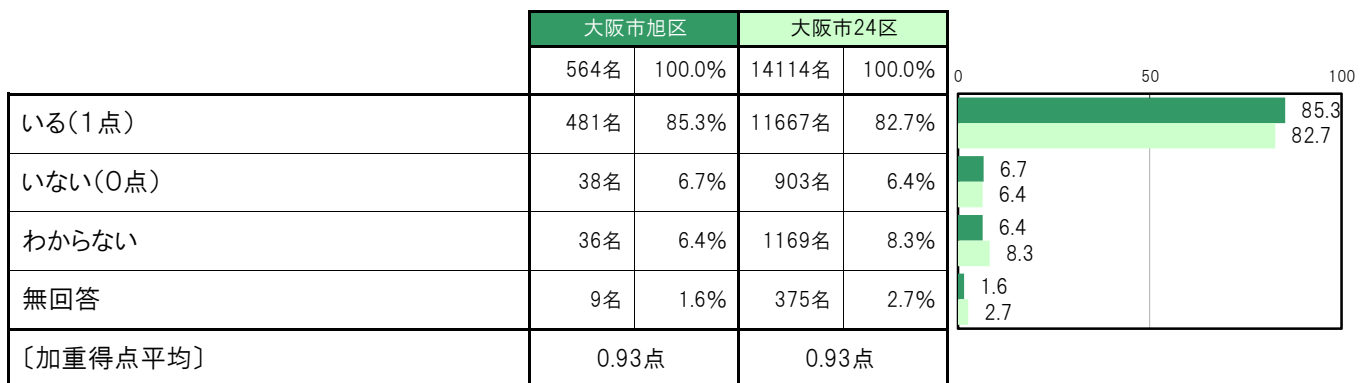 大阪市旭区 大阪市24区
564名 100.0% 14114名 100.0%
0 50 100
いる(1点) 481名 85.3% 11667名 82.7%
85.3
82.7
いない(0点) 38名 6.7% 903名 6.4%
6.7
6.4
わからない 36名 6.4% 1169名 8.3%
6.4
8.3
無回答 9名 1.6% 375名 2.7%
1.6
2.7
〔加重得点平均〕 0.93点 0.93点